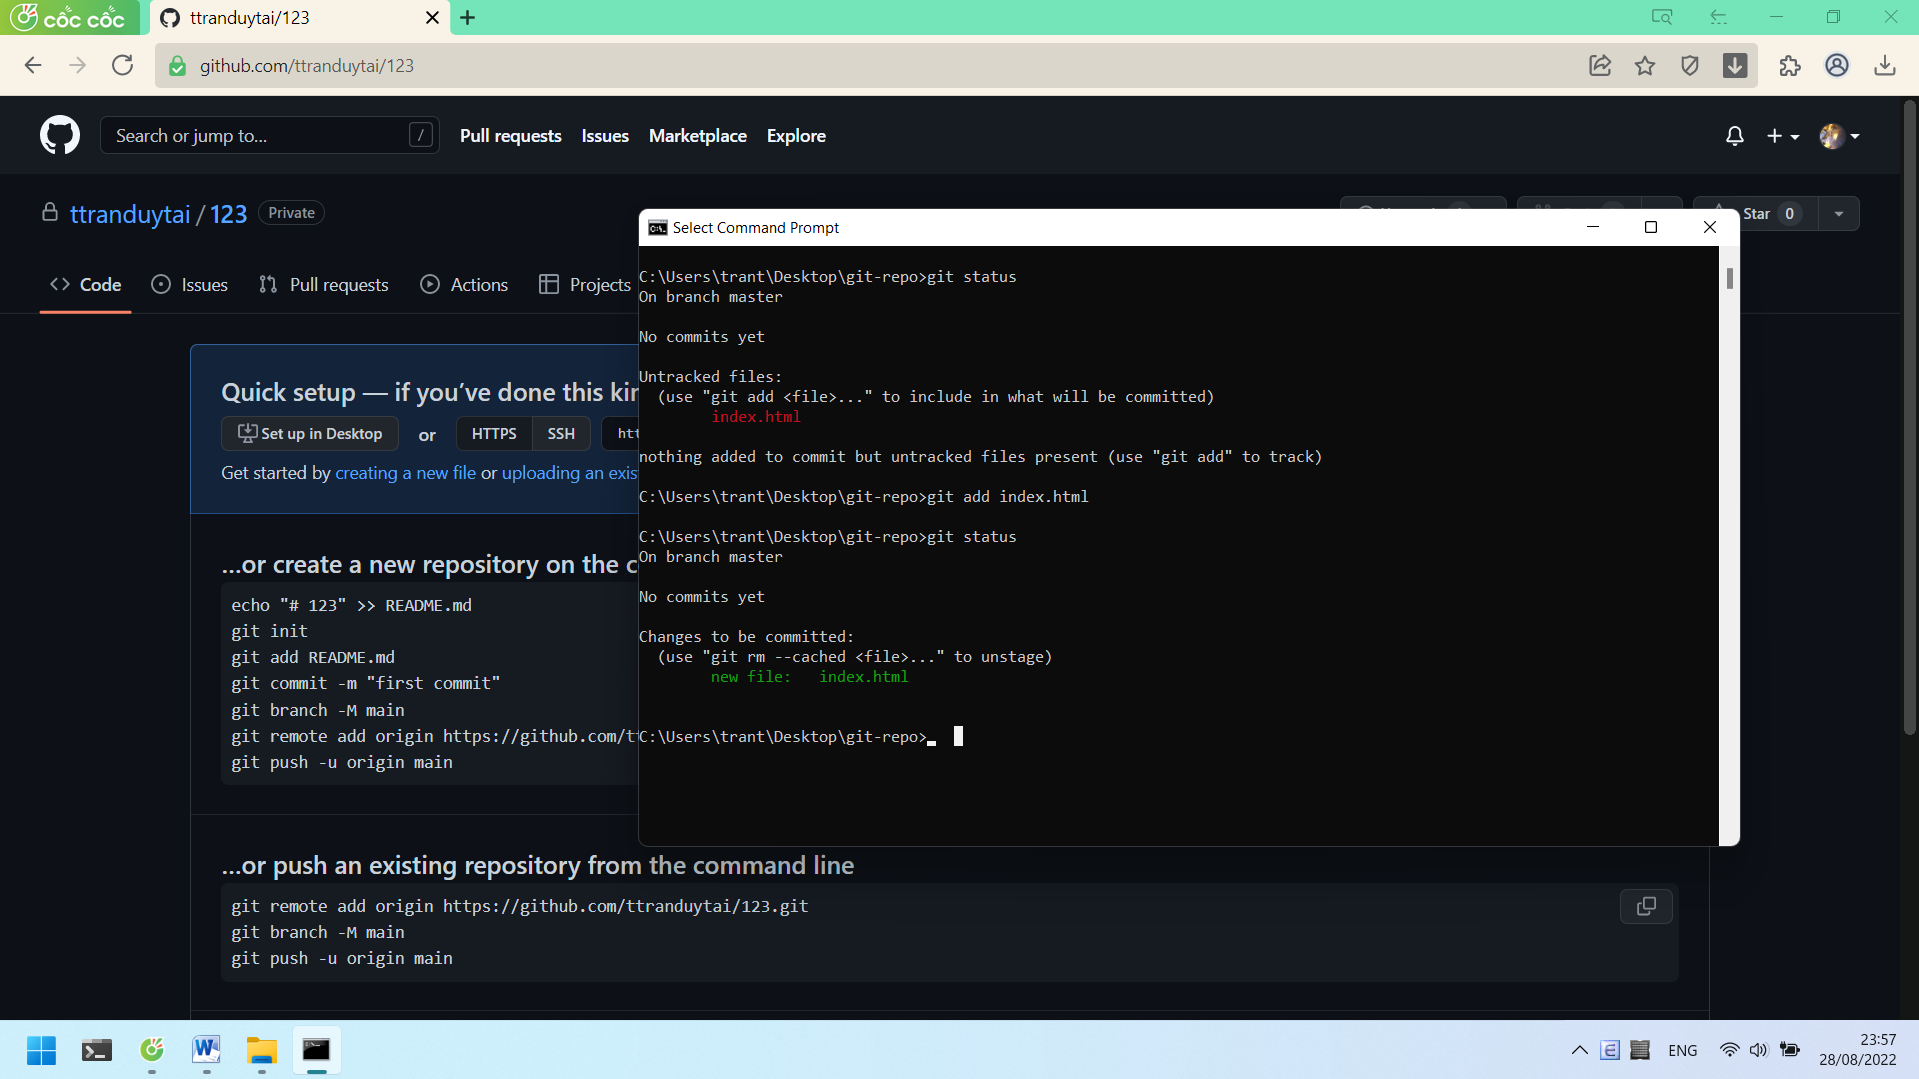 cốc cốc
ttranduytai/123
github.com/ttranduytai/123
Search or jump to...
/
Pull requests
Issues
Marketplace
Explore
ttranduytai / 123
Private
Star 0
Code
Issues
Pull requests
Actions
Projects
Quick setup — if you've done this kin
Set up in Desktop
or
HTTPS
SSH
htt
Get started by creating a new file or uploading an exis
...or create a new repository on the c
echo "# 123" >> README.md
git init
git add README.md
git commit -m "first commit"
git branch -M main
git remote add origin https://github.com/tt
git push -u origin main
Select Command Prompt
C:\Users\trant\Desktop\git-repo>git status
On branch master
No commits yet
Untracked files:
(use "git add <file>..." to include in what will be committed)
index.html
nothing added to commit but untracked files present (use "git add" to track)
C:\Users\trant\Desktop\git-repo>git add index.html
C:\Users\trant\Desktop\git-repo>git status
On branch master
No commits yet
Changes to be committed:
(use "git rm --cached <file>..." to unstage)
new file:   index.html
C:\Users\trant\Desktop\git-repo>
...or push an existing repository from the command line
git remote add origin https://github.com/ttranduytai/123.git
git branch -M main
git push -u origin main
ENG
23:57
28/08/2022